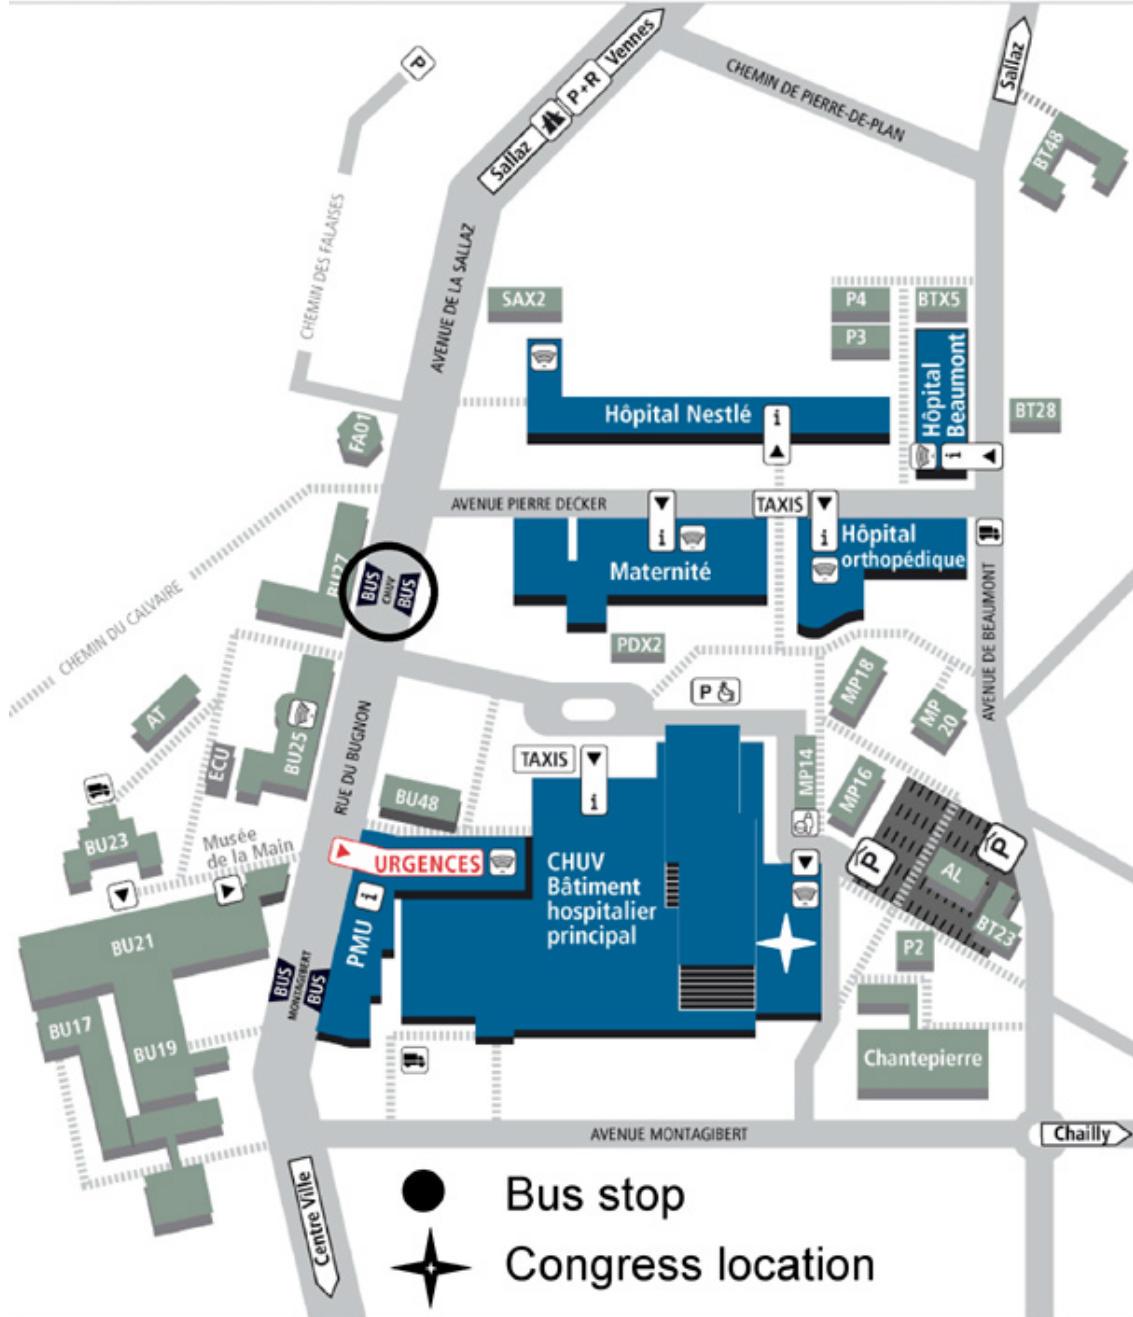 P
Vennes
P+R
Sallaz
Sallaz
CHEMIN DE PIERRE-DE-PLAN
BT48
CHEMIN DES FALAISES
AVENUE DE LA SALLAZ
SAX2
P4
BTX5
P3
Hôpital
Beaumont
i
Hôpital Nestlé
i
BT28
FA01
AVENUE PIERRE DECKER
TAXIS
i
i
Hôpital
orthopédique
Maternité
BU27
BUS
CHUV
BUS
CHEMIN DU CALVAIRE
PDX2
AVENUE DE BEAUMONT
MP18
MP
20
P
AT
BU25
ECU
RUE DU BUGNON
TAXIS
i
MP14
MP16
BU48
BU23
Musée
de la Main
URGENCES
i
PMU
CHUV
Bâtiment
hospitalier
principal
P
P
AL
BT23
P2
BU21
BUS
MONTAGIBERT
BUS
BU17
BU19
Chantepierre
AVENUE MONTAGIBERT
Chailly
Centre Ville
Bus stop
Congress location